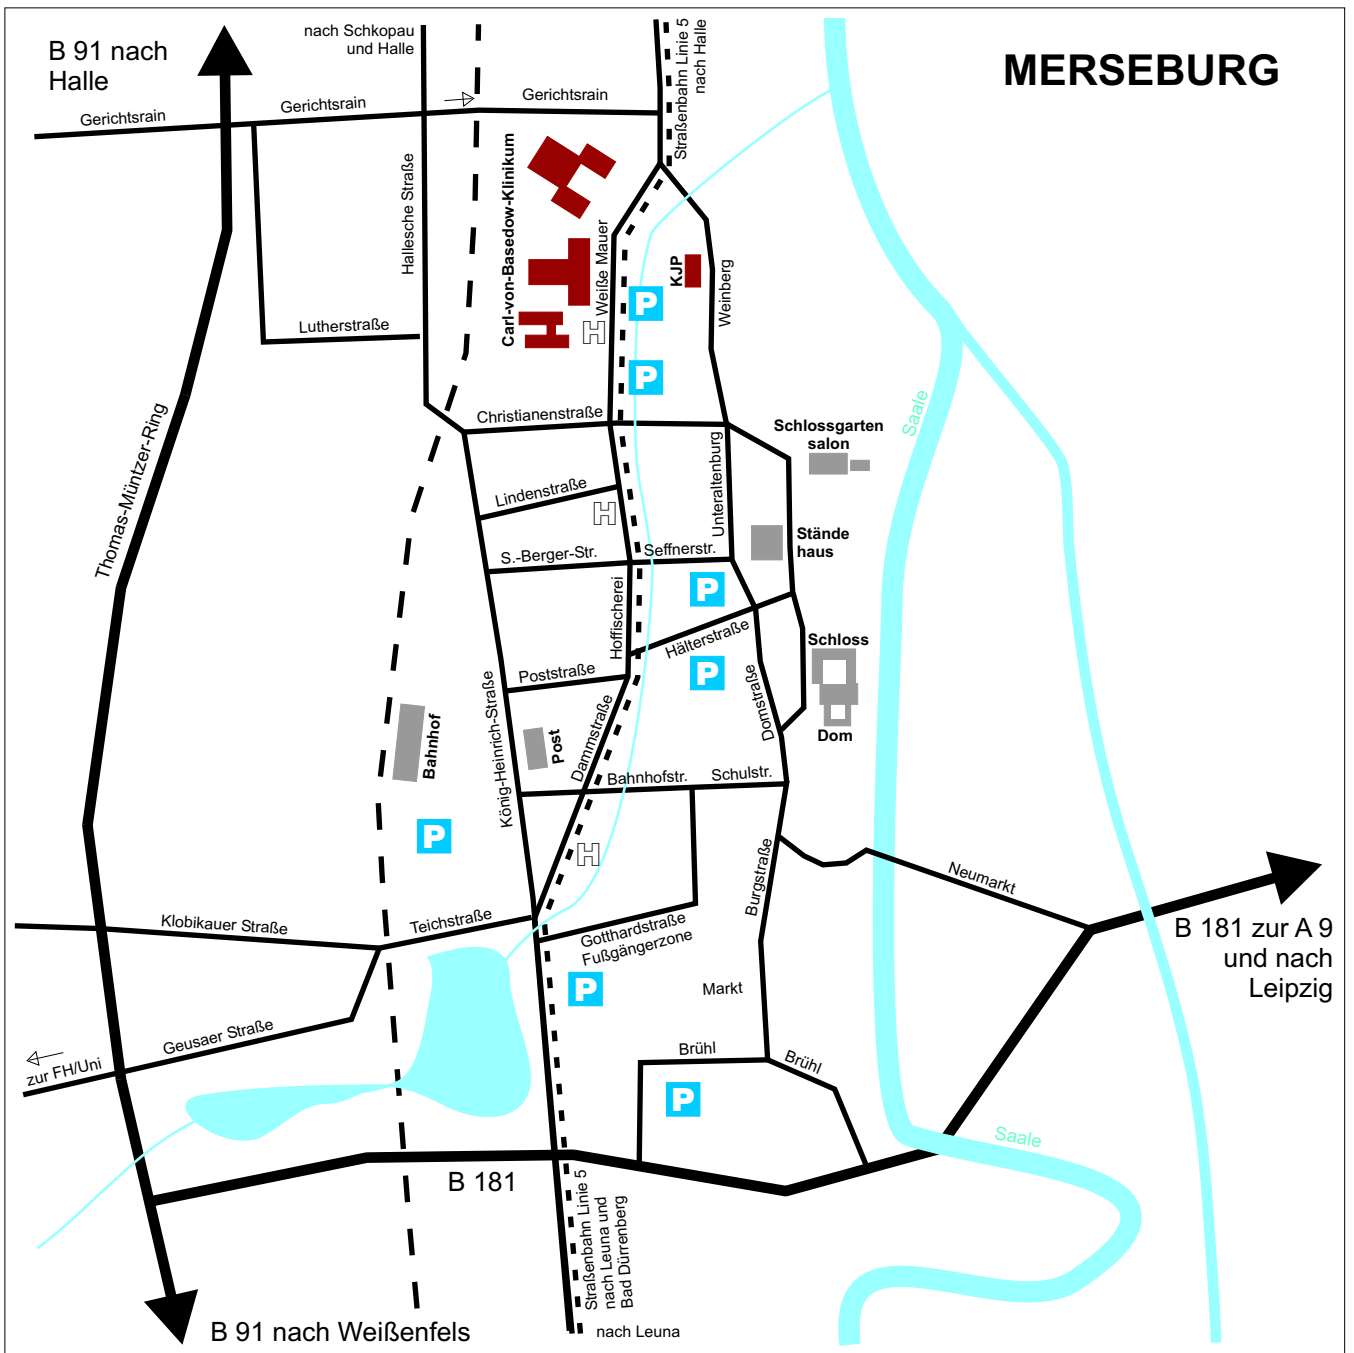 MERSEBURG
B 91 nach
Halle
nach Schkopau
und Halle
Straßenbahn Linie 5
nach Halle
Gerichtsrain
Gerichtsrain
Gerichtsrain
Hallesche Straße
Carl-von-Basedow-Klinikum
Weiße Mauer
H
KJP
P
Weinberg
Lutherstraße
P
Christianenstraße
Saale
Schlossgarten
salon
Thomas-Müntzer-Ring
Unteraltenburg
Lindenstraße
H
Stände
haus
S.-Berger-Str.
Seffnerstr.
P
Hoffischerei
Hälterstraße
Schloss
Poststraße
P
König-Heinrich-Straße
Domstraße
Dom
Bahnhof
Post
Dammstraße
Bahnhofstr.
Schulstr.
P
H
Burgstraße
Neumarkt
Klobikauer Straße
Teichstraße
Gotthardstraße
Fußgängerzone
B 181 zur A 9
und nach
Leipzig
P
Markt
Geusaer Straße
zur FH/Uni
Brühl
Brühl
P
Saale
B 181
Straßenbahn Linie 5
nach Leuna und
Bad Dürrenberg
B 91 nach Weißenfels
nach Leuna